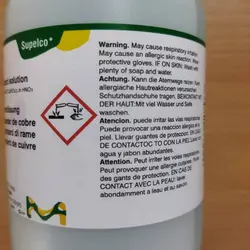 Supelco®
solution
Warning. May cause respiratory irritation.
May cause an allergic skin reaction. Wear
protective gloves. IF ON SKIN: Wash with
plenty of soap and water.
Achtung. Kann die Atemwege reizen. Kann
allergische Hautreaktionen verursachen.
Schutzhandschuhe tragen. BEI KONTAKT MIT
DER HAUT:Mit viel Wasser und Seife
waschen.
Atencion. Puede irritar las vías respiratorias.
Puede provocar una reacción alérgica en la
piel. Llevar guantes de protección. EN CASO
DE CONTACTO CON LA PIEL: Lavar con
agua y jabón abundantes.
Attention. Peut irriter les voies respiratoires.
Peut provoquer une allergie cutanée. Porter
des gants de protection. EN CAS DE
CONTACT AVEC LA PEAU: laver
abondamment à l'eau et au savon.
lösung
de cobre
di rame
de cuivre
M